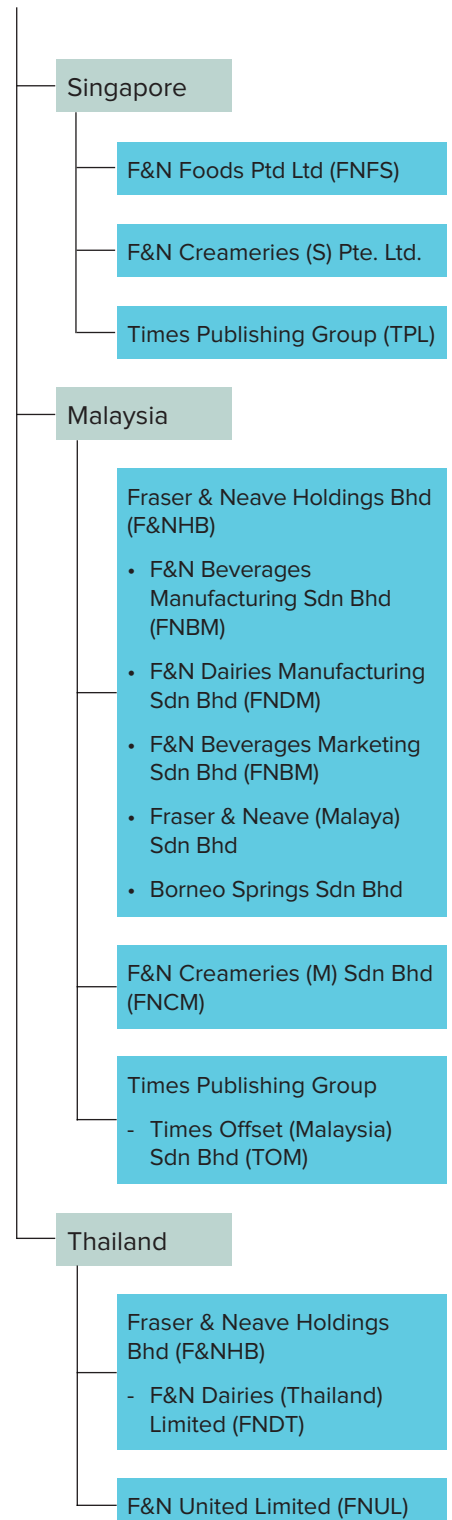 Singapore
F&N Foods Ptd Ltd (FNFS)
F&N Creameries (S) Pte. Ltd.
Times Publishing Group (TPL)
Malaysia
Fraser & Neave Holdings Bhd
(F&NHB)
• F&N Beverages
Manufacturing Sdn Bhd
(FNBM)
• F&N Dairies Manufacturing
Sdn Bhd (FNDM)
• F&N Beverages Marketing
Sdn Bhd (FNBM)
• Fraser & Neave (Malaya)
Sdn Bhd
• Borneo Springs Sdn Bhd
F&N Creameries (M) Sdn Bhd
(FNCM)
Times Publishing Group
- Times Offset (Malaysia)
Sdn Bhd (TOM)
Thailand
Fraser & Neave Holdings
Bhd (F&NHB)
- F&N Dairies (Thailand)
Limited (FNDT)
F&N United Limited (FNUL)